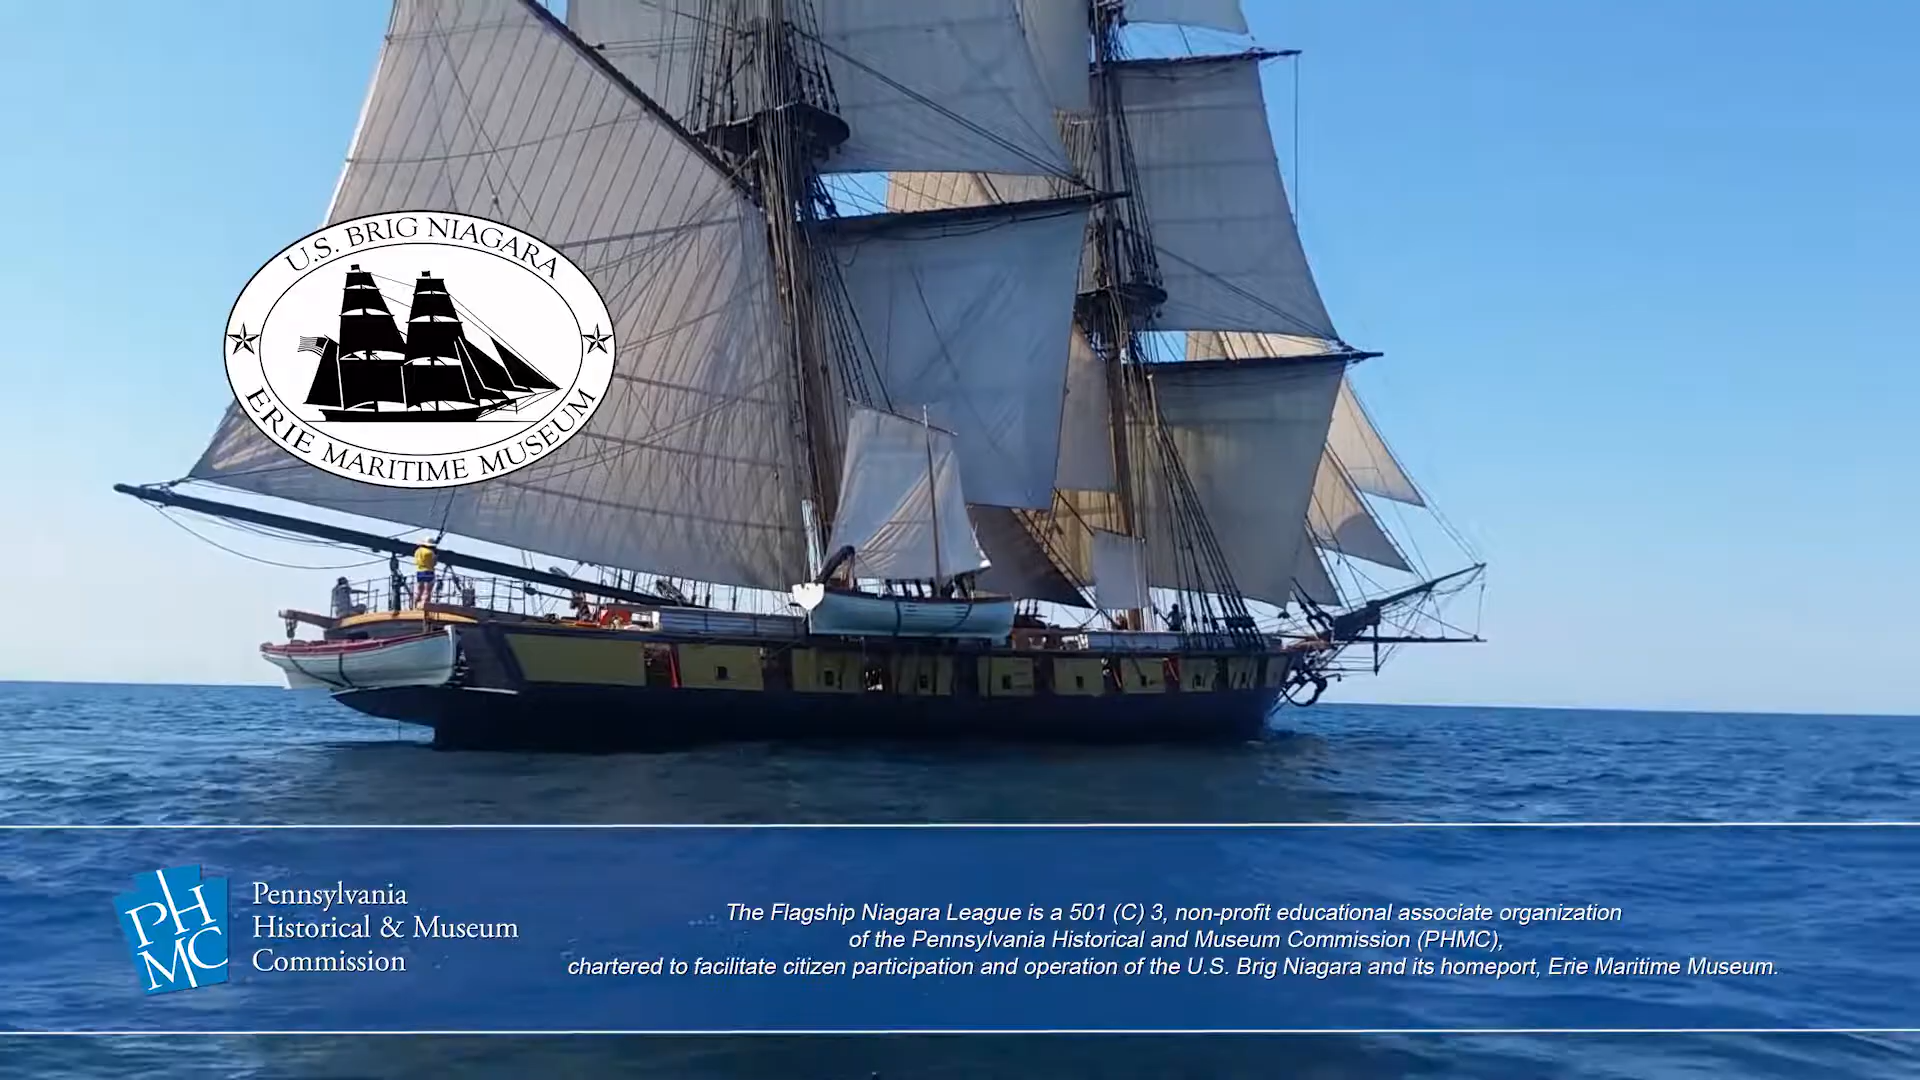 U.S. BRIG NIAGARA
ERIE MARITIME MUSEUM
PHMC
Pennsylvania
Historical & Museum
Commission
The Flagship Niagara League is a 501 (C) 3, non-profit educational associate organization
of the Pennsylvania Historical and Museum Commission (PHMC),
chartered to facilitate citizen participation and operation of the U.S. Brig Niagara and its homeport, Erie Maritime Museum.